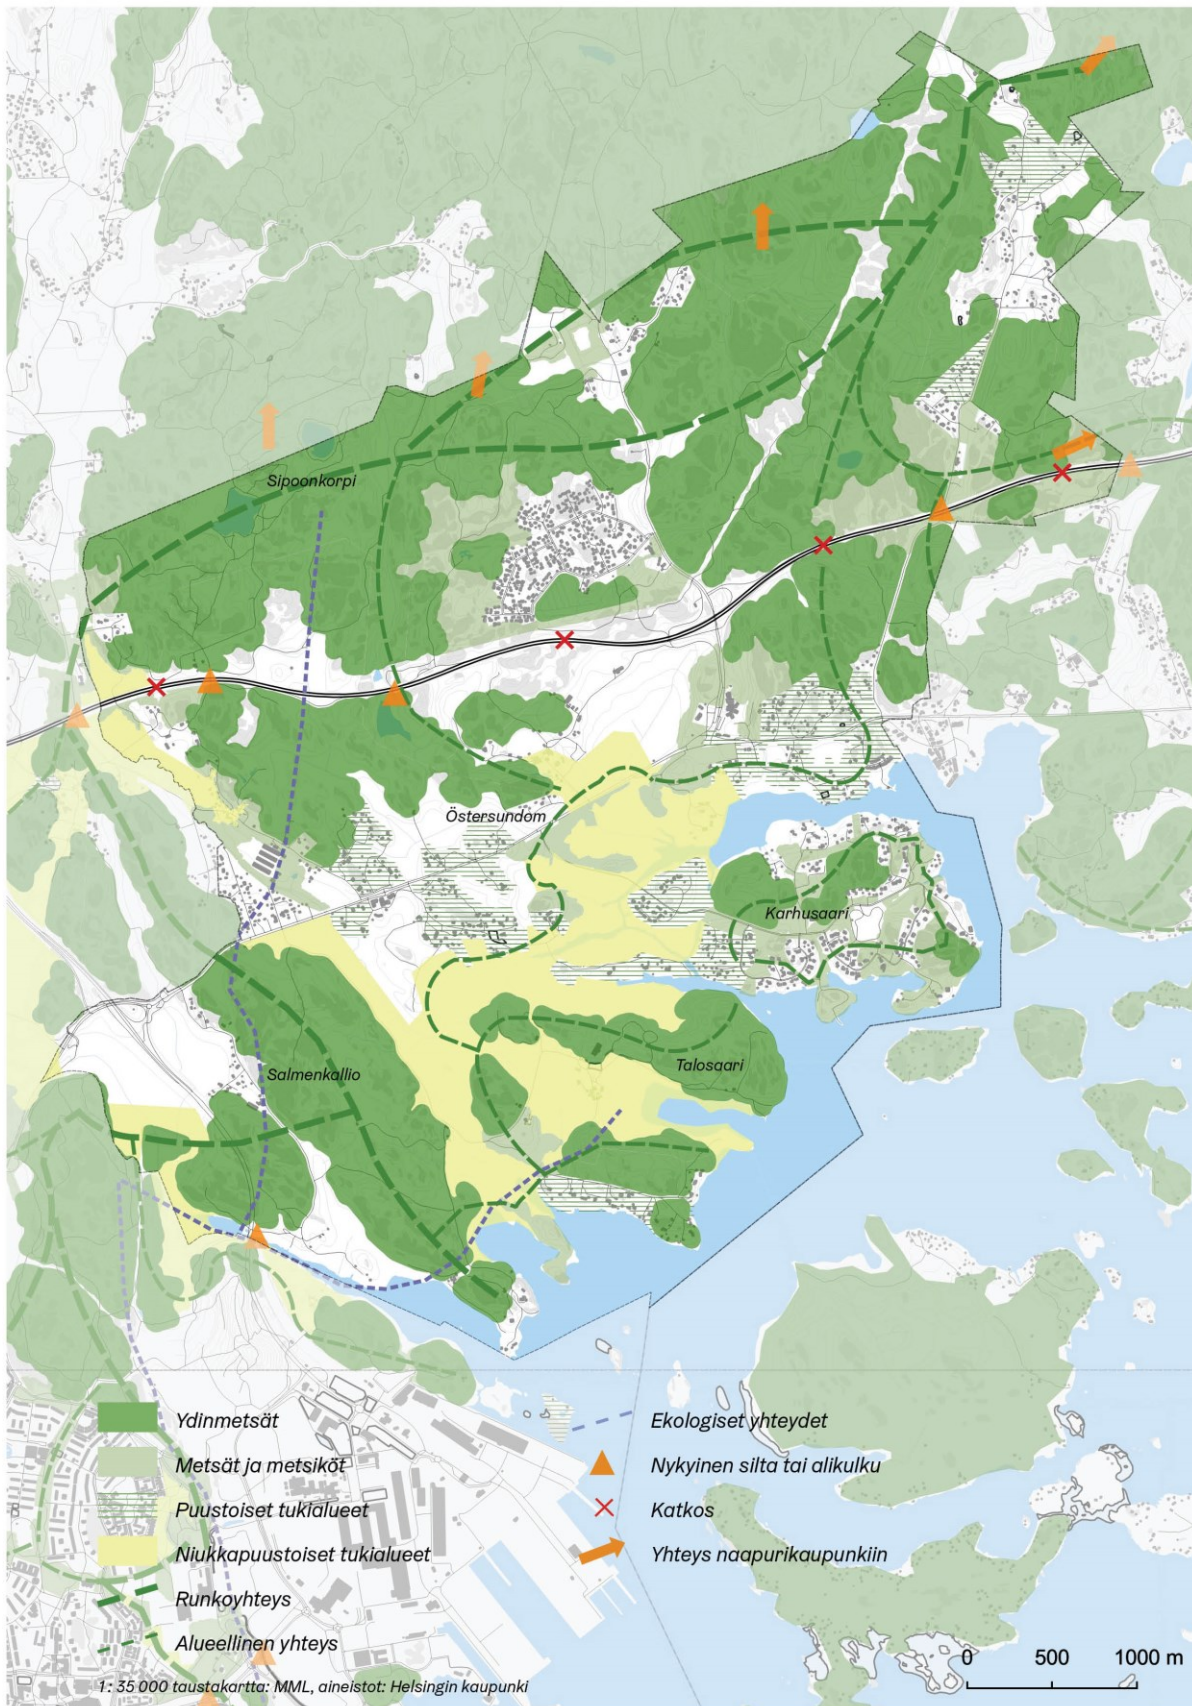 Sipoonkorpi
Östersundom
Karhusaari
Talosaari
Salmenkallio
Ydinmetsät
Metsät ja metsiköt
Puustoiset tukialueet
Niukkapuustoiset tukialueet
Runkoyhteys
Alueellinen yhteys
Ekologiset yhteydet
Nykyinen silta tai alikulku
Katkos
Yhteys naapurikaupunkiin
0 500 1000 m
1: 35 000 taustakartta: MML, aineistot: Helsingin kaupunki